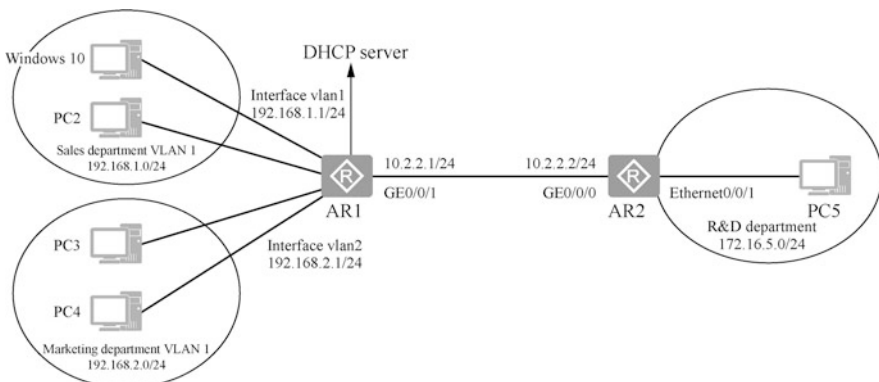 DHCP server
Windows 10
PC2
Sales department VLAN 1
192.168.1.0/24
Interface vlan1
192.168.1.1/24
10.2.2.1/24
GE0/0/1
R
AR1
10.2.2.2/24
GE0/0/0
R
AR2
Ethernet0/0/1
PC5
R&D department
172.16.5.0/24
Interface vlan2
192.168.2.1/24
PC3
PC4
Marketing department VLAN 1
192.168.2.0/24